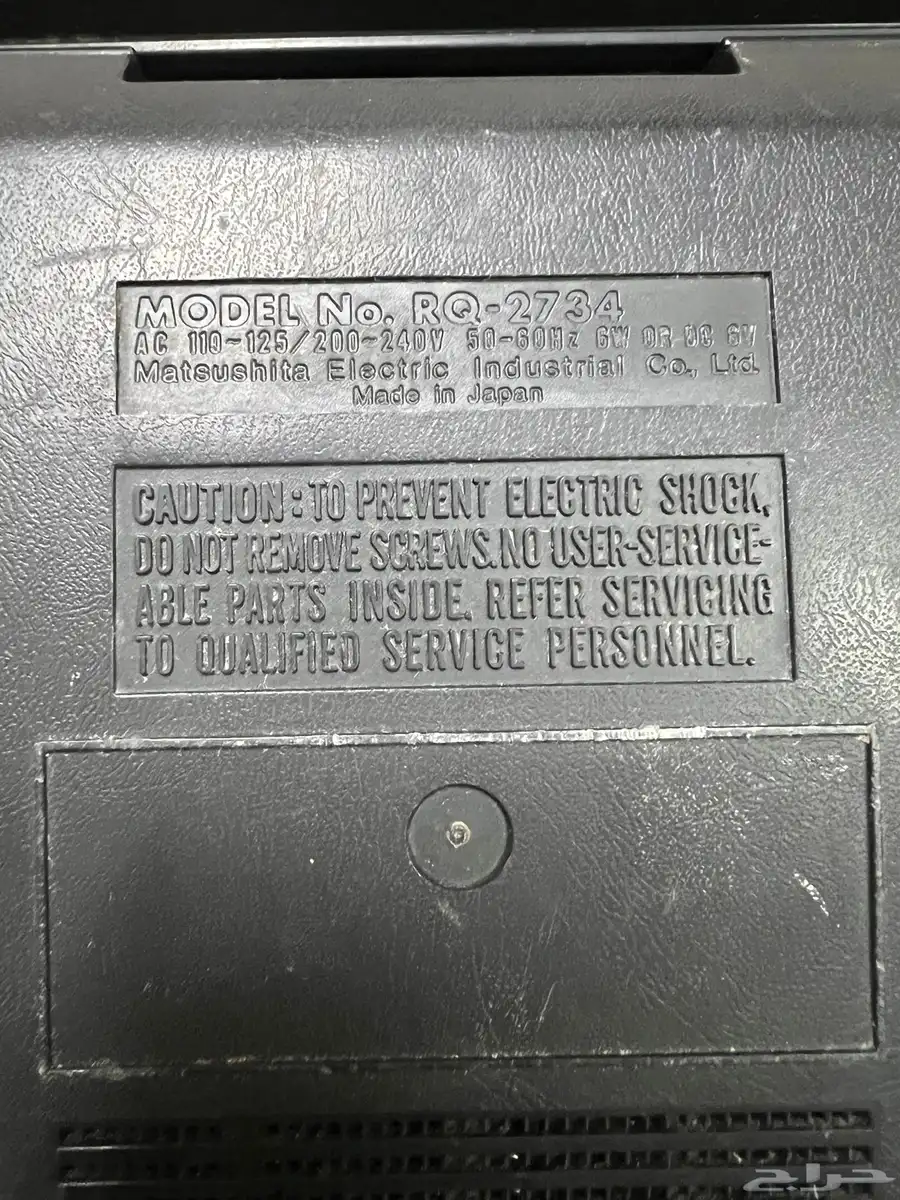 MODEL No. RQ-2734
AC 110~125/200~240V 50-60Hz 6W OR DC 6V
Matsushita Electric Industrial Co., Ltd.
Made in Japan
CAUTION: TO PREVENT ELECTRIC SHOCK,
DO NOT REMOVE SCREWS. NO USER-SERVICE-
ABLE PARTS INSIDE. REFER SERVICING
TO QUALIFIED SERVICE PERSONNEL.
حراج